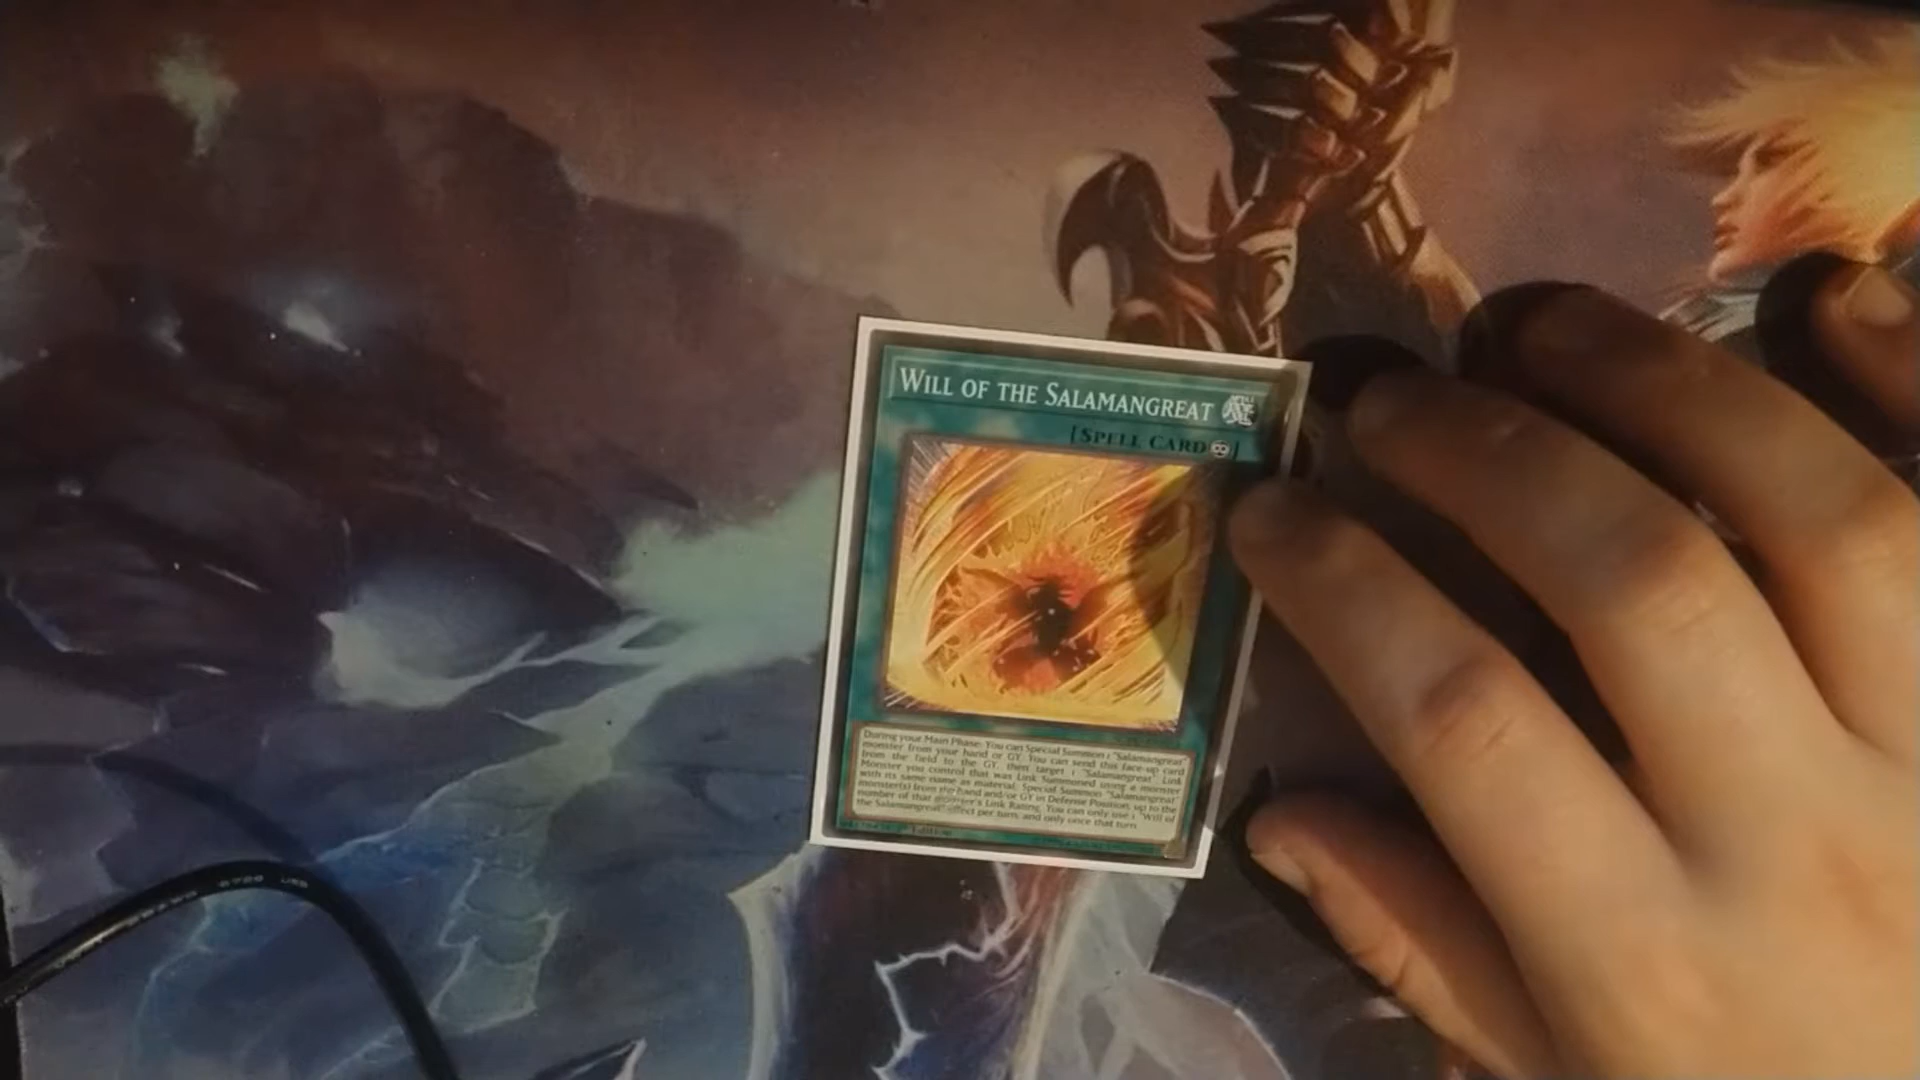 WILL OF THE SALAMANGREAT
[SPELL CARD]
During your Main Phase: You can Special Summon 1 "Salamangreat"
monster from your hand or GY. You can send this face-up card
from the field to the GY, then target 1 "Salamangreat" Link
Monster you control that was Link Summoned using a monster
with its same name as material; Special Summon "Salamangreat"
monster(s) from the hand and/or GY in Defense Position, up to the
number of that monster's Link Rating. You can only use 1 "Will of
the Salamangreat" effect per turn, and only once that turn.
Edition